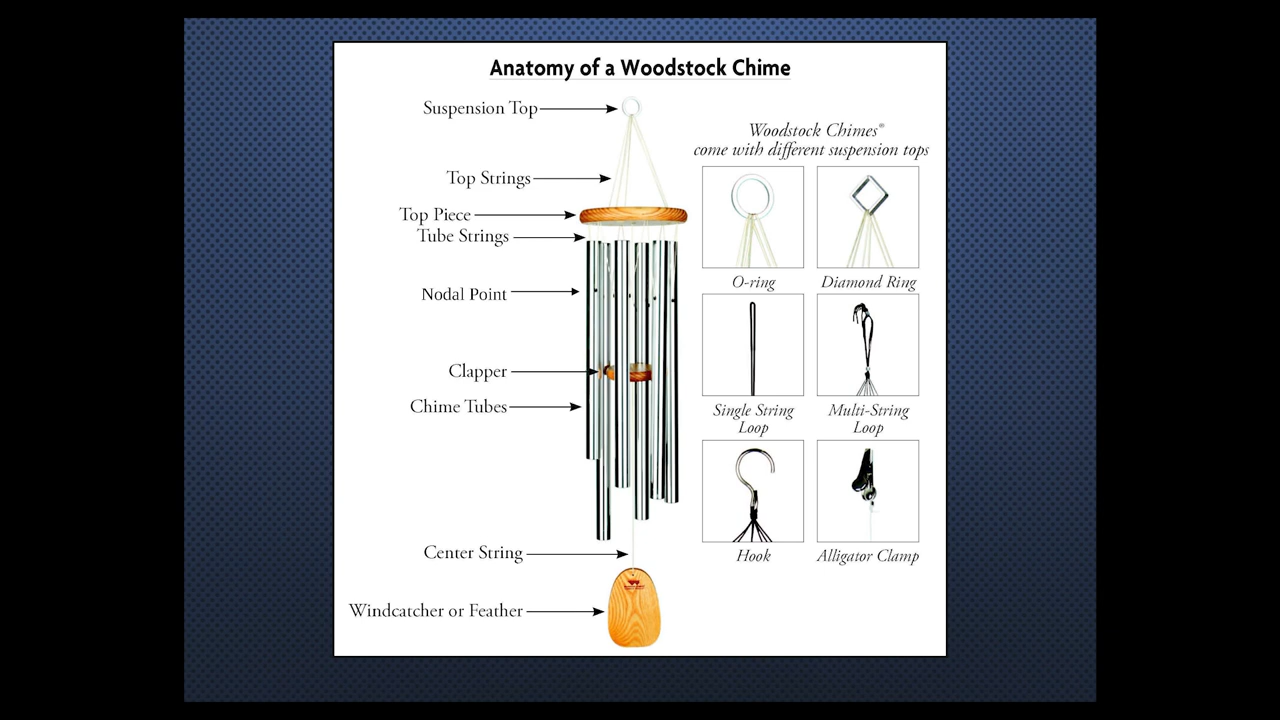 Anatomy of a Woodstock Chime
Suspension Top
Top Strings
Top Piece
Tube Strings
Nodal Point
Clapper
Chime Tubes
Center String
Windcatcher or Feather
Woodstock Chimes®
come with different suspension tops
O-ring
Diamond Ring
Single String
Loop
Multi-String
Loop
Hook
Alligator Clamp